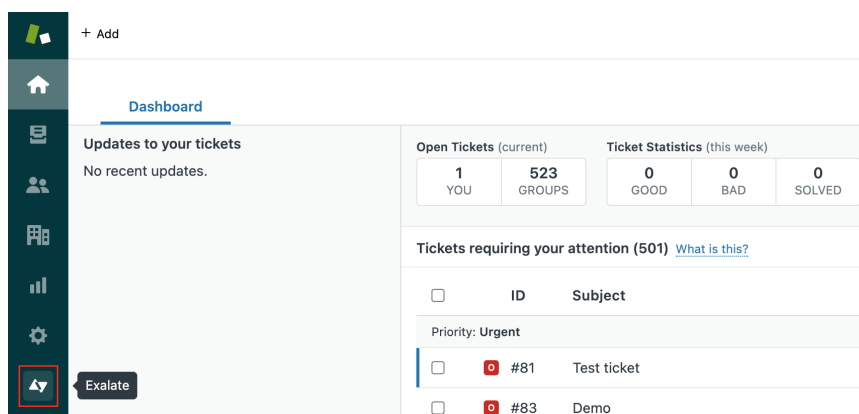 + Add
Dashboard
Updates to your tickets
No recent updates.
Open Tickets (current)
1
YOU
523
GROUPS
Ticket Statistics (this week)
0
GOOD
0
BAD
0
SOLVED
Tickets requiring your attention (501) What is this?
ID Subject
Priority: Urgent
O #81 Test ticket
O #83 Demo
Exalate